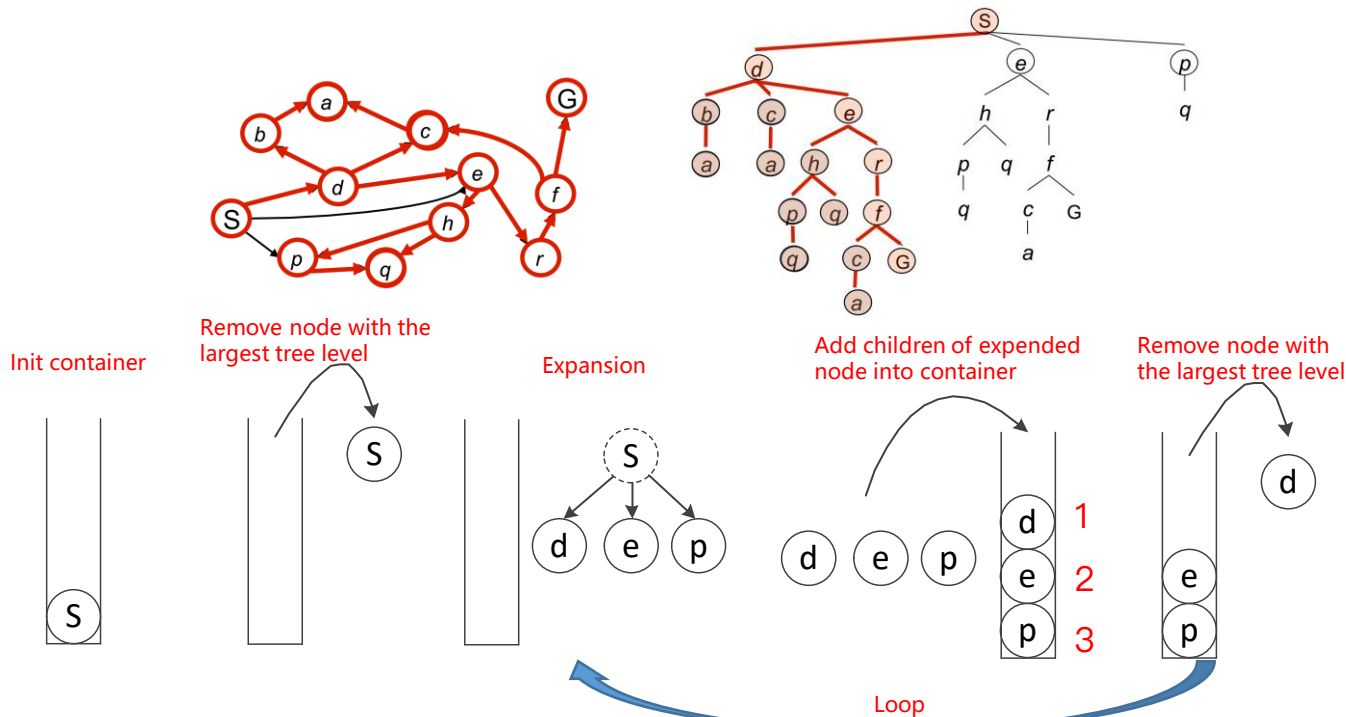 S
a
G
b
c
d
e
f
S
h
p
q
r
S
d e p
b c e h r q
a a h r p q f
p q f q c G
q c G a
a
Remove node with the
largest tree level
Init container
Expansion
Add children of expended
node into container
Remove node with
the largest tree level
S
S
S
d e p
d e p
d 1
e 2
p 3
d
e
p
Loop